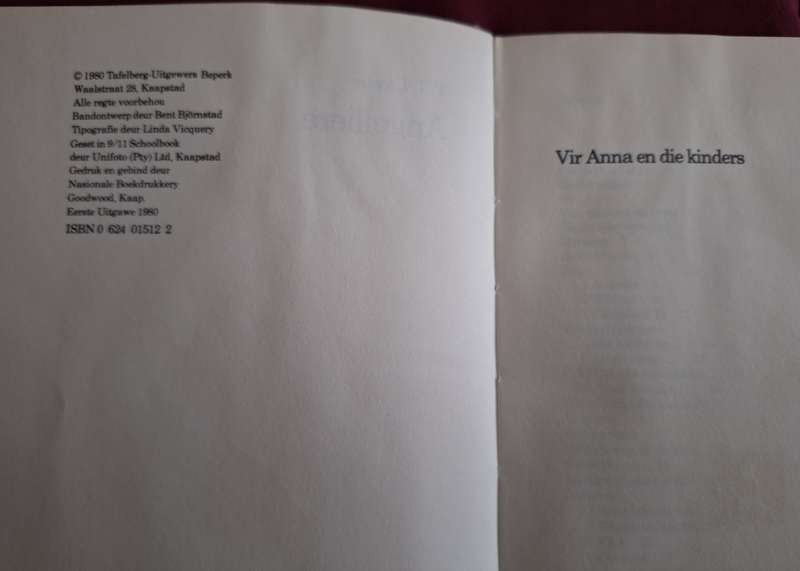 © 1980 Tafelberg-Uitgewers Beperk
Waalstraat 28, Kaapstad
Alle regte voorbehou
Bandontwerp deur Bent Björnstad
Tipografie deur Linda Vicquery
Geset in 9/11 Schoolbook
deur Unifoto (Pty) Ltd, Kaapstad
Gedruk en gebind deur
Nasionale Boekdrukkery
Goodwood, Kaap.
Eerste Uitgawe 1980
ISBN 0 624 01512 2
Vir Anna en die kinders